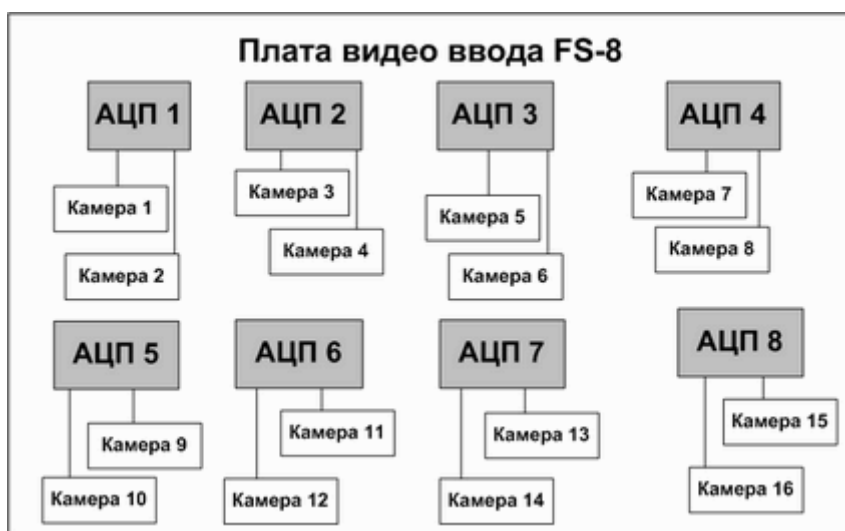 Плата видео ввода FS-8
АЦП 1
АЦП 2
АЦП 3
АЦП 4
Камера 1
Камера 3
Камера 5
Камера 7
Камера 2
Камера 4
Камера 6
Камера 8
АЦП 5
АЦП 6
АЦП 7
АЦП 8
Камера 9
Камера 11
Камера 13
Камера 15
Камера 10
Камера 12
Камера 14
Камера 16